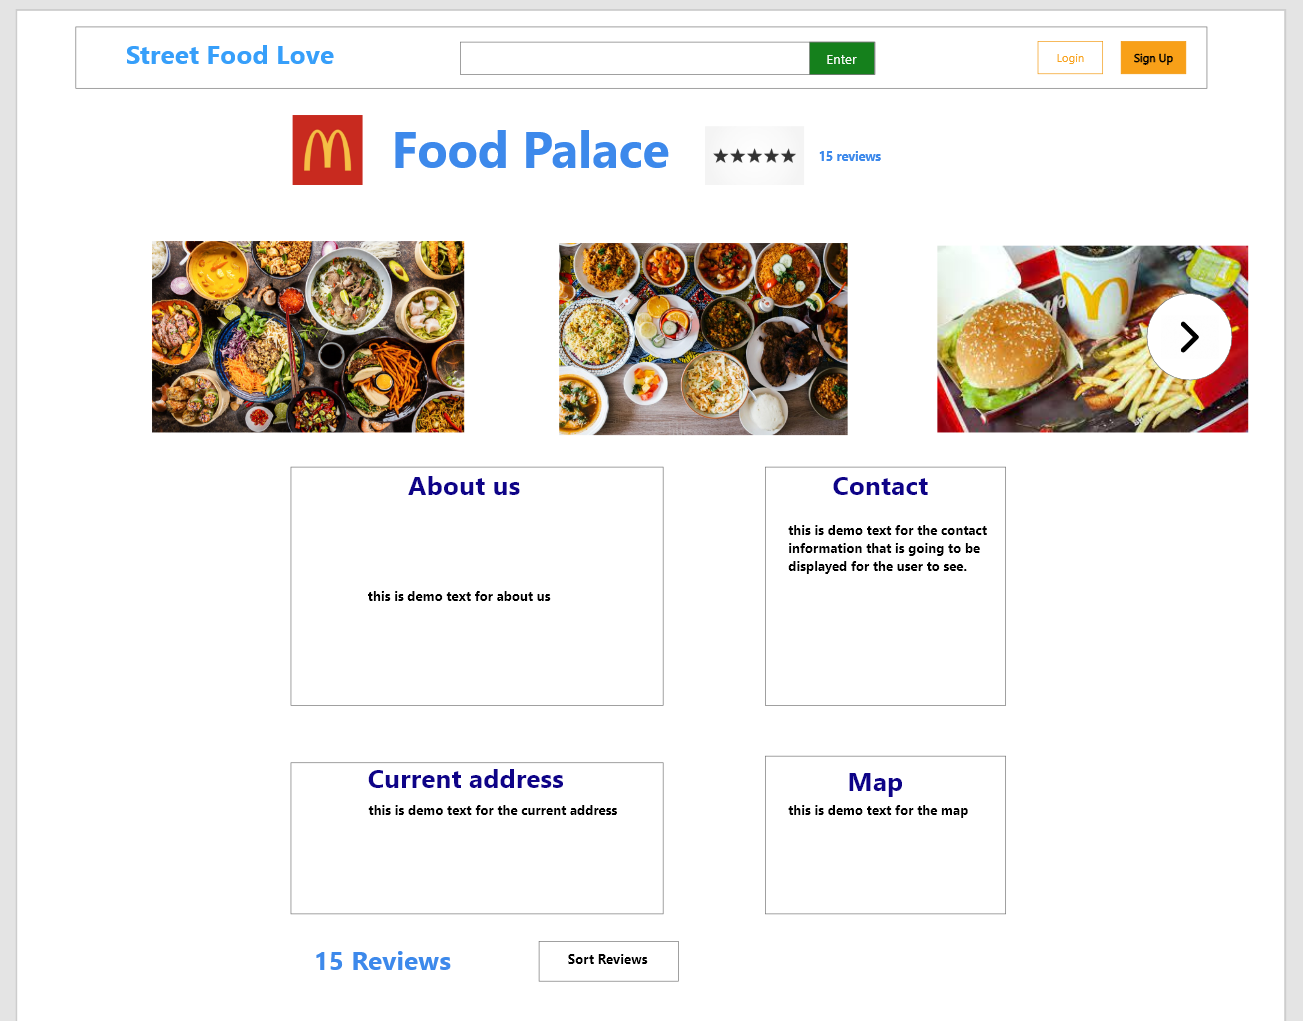 Street Food Love
Enter
Login
Sign Up
Food Palace
15 reviews
About us
this is demo text for about us
Contact
this is demo text for the contact
information that is going to be
displayed for the user to see.
Current address
this is demo text for the current address
Map
this is demo text for the map
15 Reviews
Sort Reviews